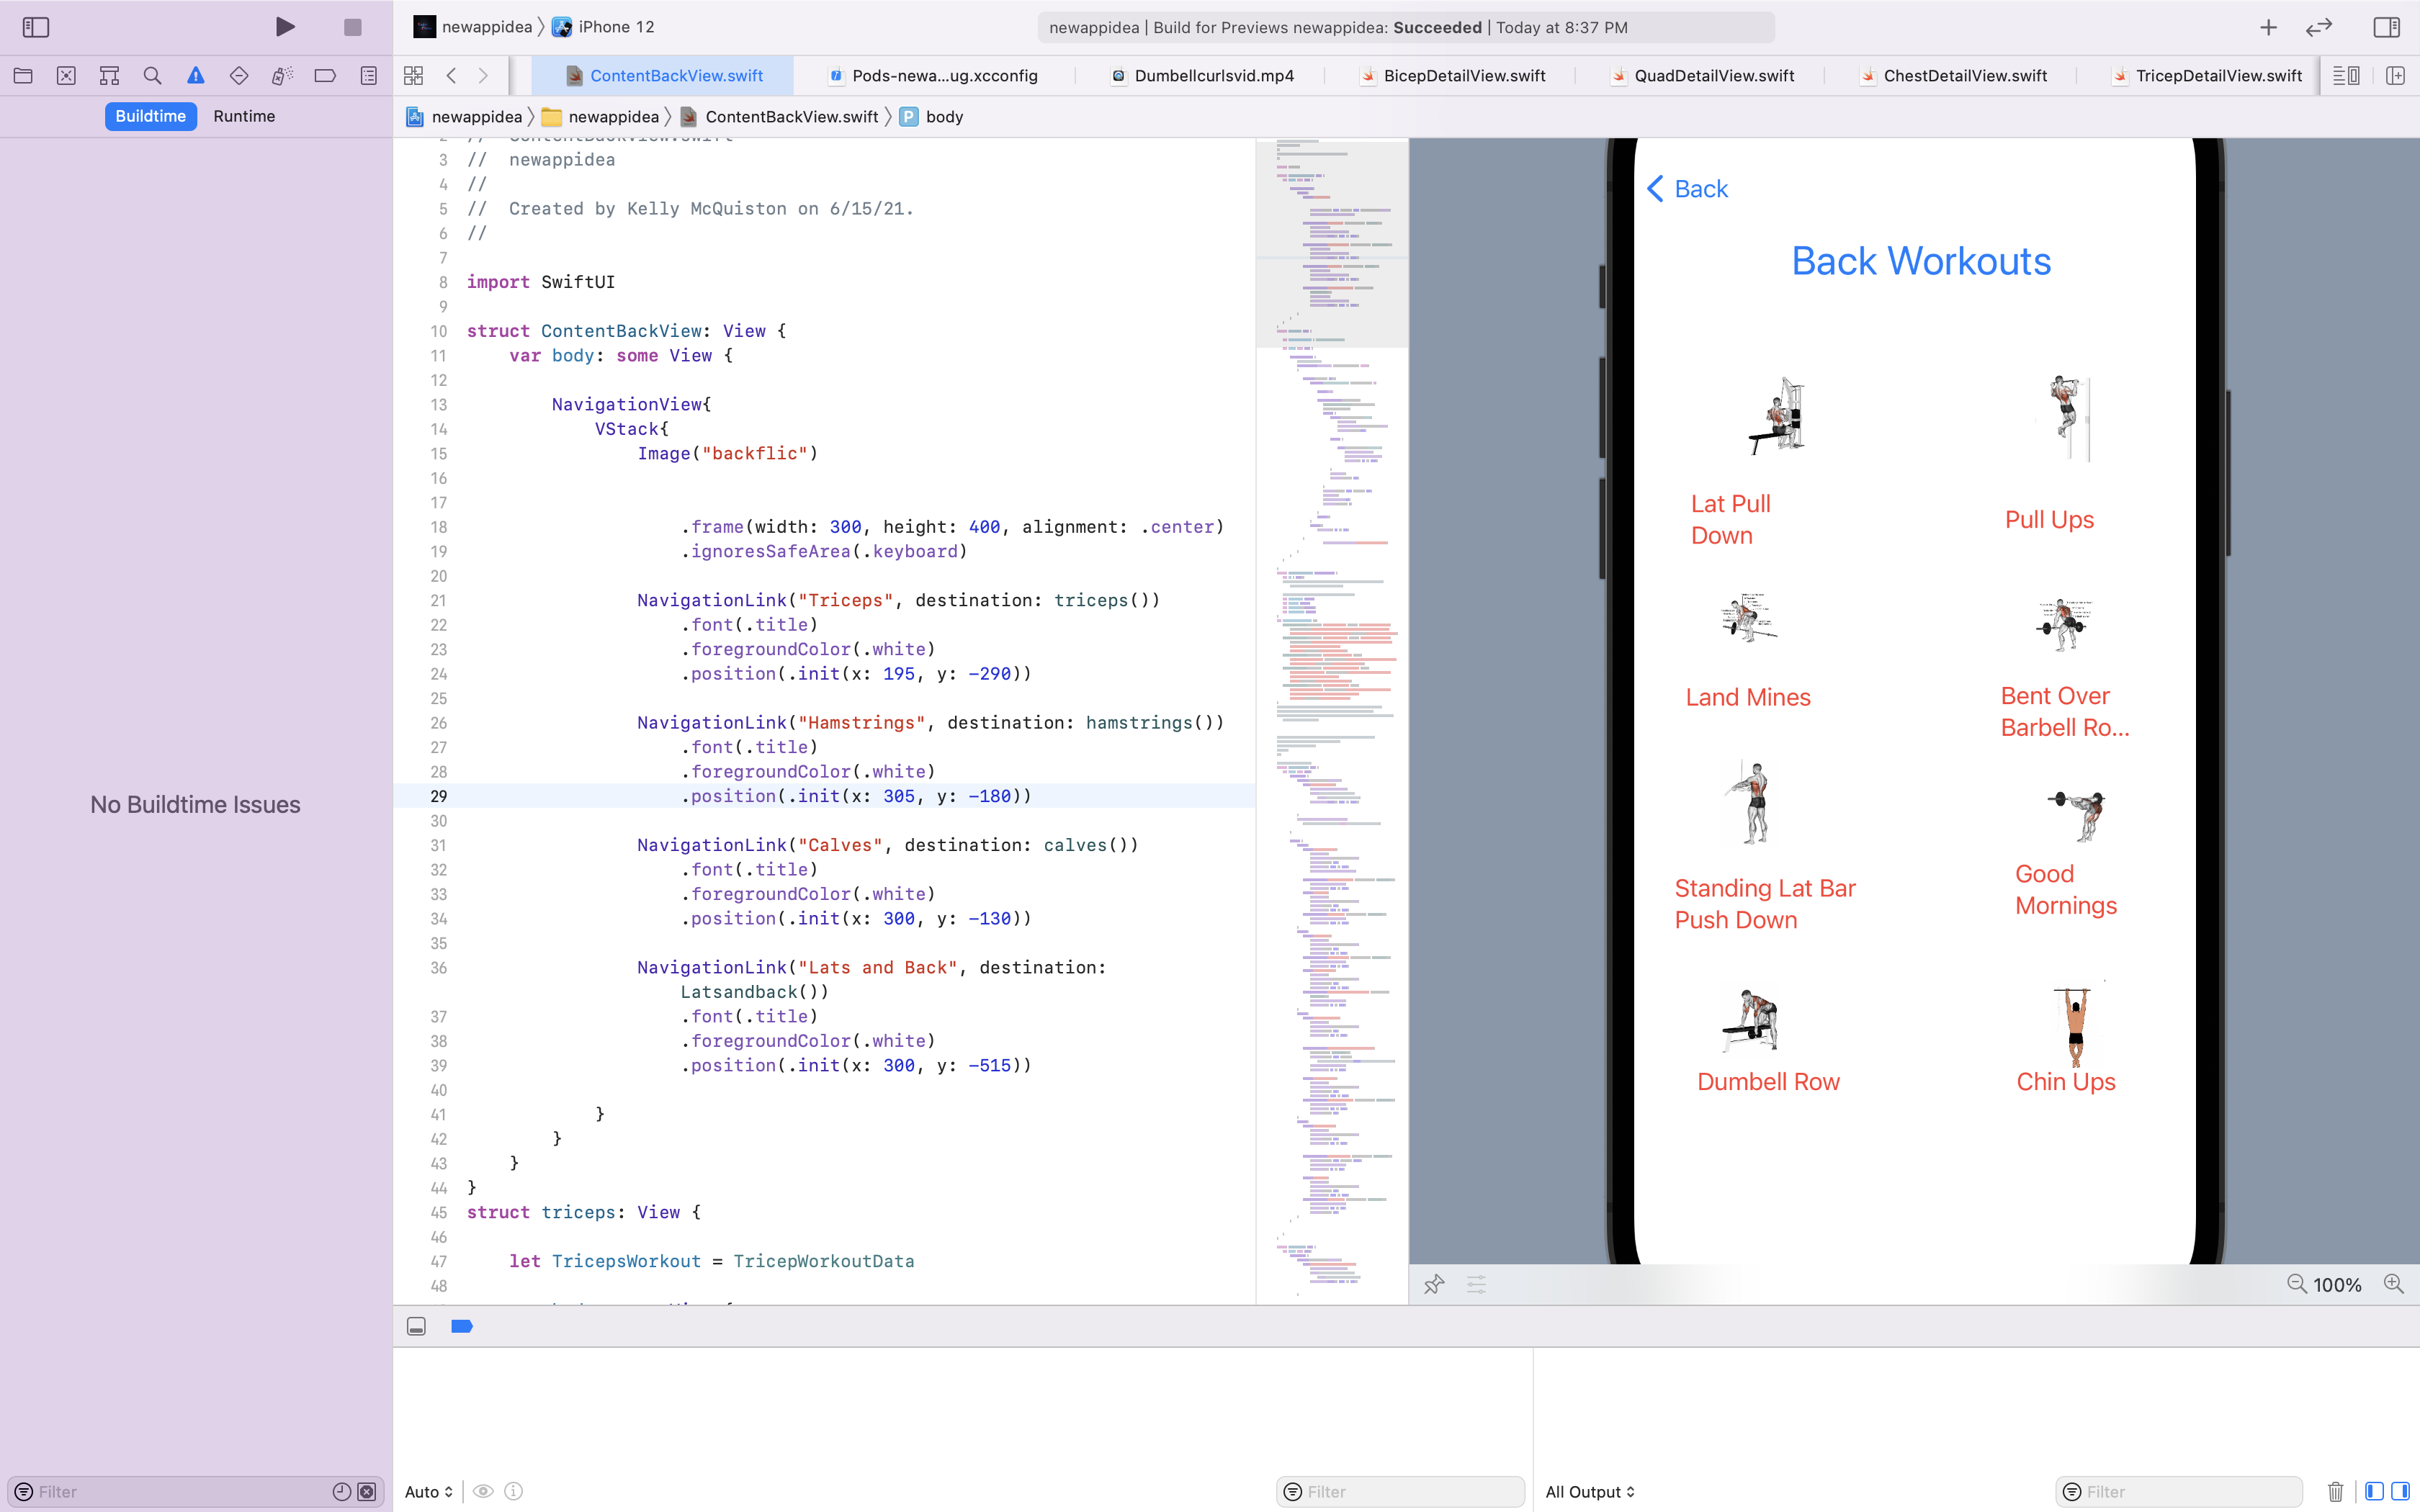 newappidea
iPhone 12
newappidea | Build for Previews newappidea: Succeeded | Today at 8:37 PM
ContentBackView.swift
Pods-newa...ug.xcconfig
Dumbellcurlsvid.mp4
BicepDetailView.swift
QuadDetailView.swift
ChestDetailView.swift
TricepDetailView.swift
Buildtime
Runtime
newappidea
newappidea
ContentBackView.swift
P body
No Buildtime Issues
2 // ContentBackView.swift
3 // newappidea
4 //
5 // Created by Kelly McQuiston on 6/15/21.
6 //
7
8 import SwiftUI
9
10 struct ContentBackView: View {
11 var body: some View {
12
13 NavigationView{
14 VStack{
15 Image("backflic")
16
17
18 .frame(width: 300, height: 400, alignment: .center)
19 .ignoresSafeArea(.keyboard)
20
21 NavigationLink("Triceps", destination: triceps())
22 .font(.title)
23 .foregroundColor(.white)
24 .position(.init(x: 195, y: -290))
25
26 NavigationLink("Hamstrings", destination: hamstrings())
27 .font(.title)
28 .foregroundColor(.white)
29 .position(.init(x: 305, y: -180))
30
31 NavigationLink("Calves", destination: calves())
32 .font(.title)
33 .foregroundColor(.white)
34 .position(.init(x: 300, y: -130))
35
36 NavigationLink("Lats and Back", destination:
Latsandback())
37 .font(.title)
38 .foregroundColor(.white)
39 .position(.init(x: 300, y: -515))
40
41 }
42 }
43 }
44 }
45 struct triceps: View {
46
47 let TricepsWorkout = TricepWorkoutData
48
Back
Back Workouts
Lat Pull
Down
Pull Ups
Land Mines
Bent Over
Barbell Ro...
Standing Lat Bar
Push Down
Good
Mornings
Dumbell Row
Chin Ups
100%
Filter
Auto
Filter
All Output
Filter